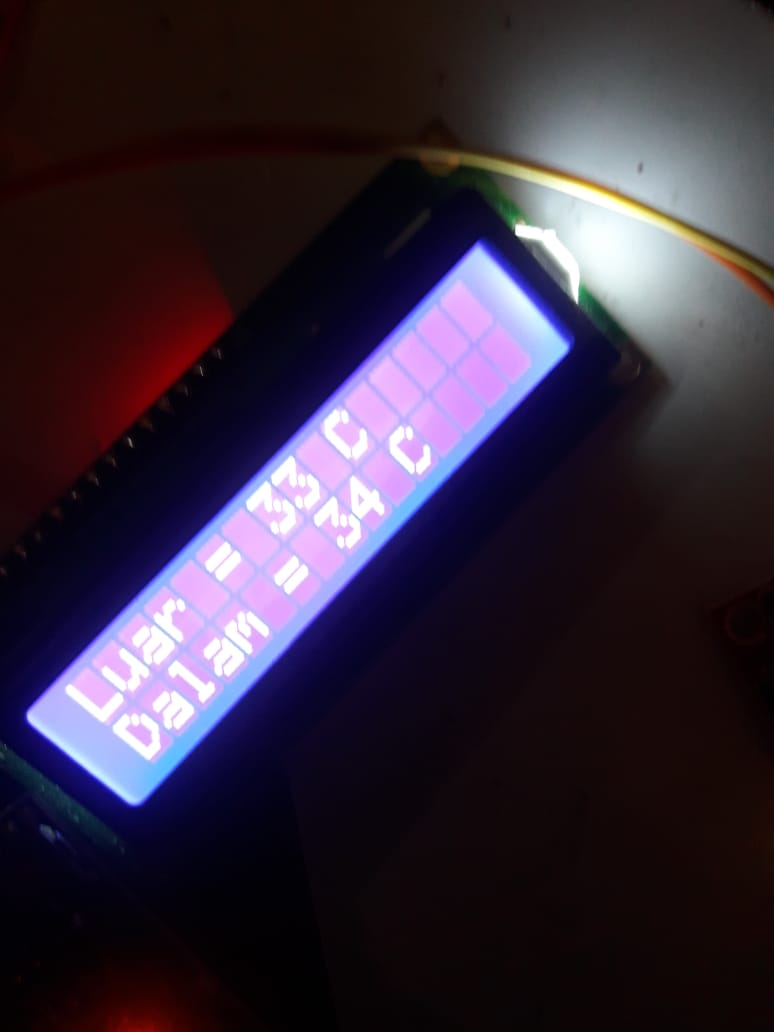 Luar = 33 C
Dalam = 34 C